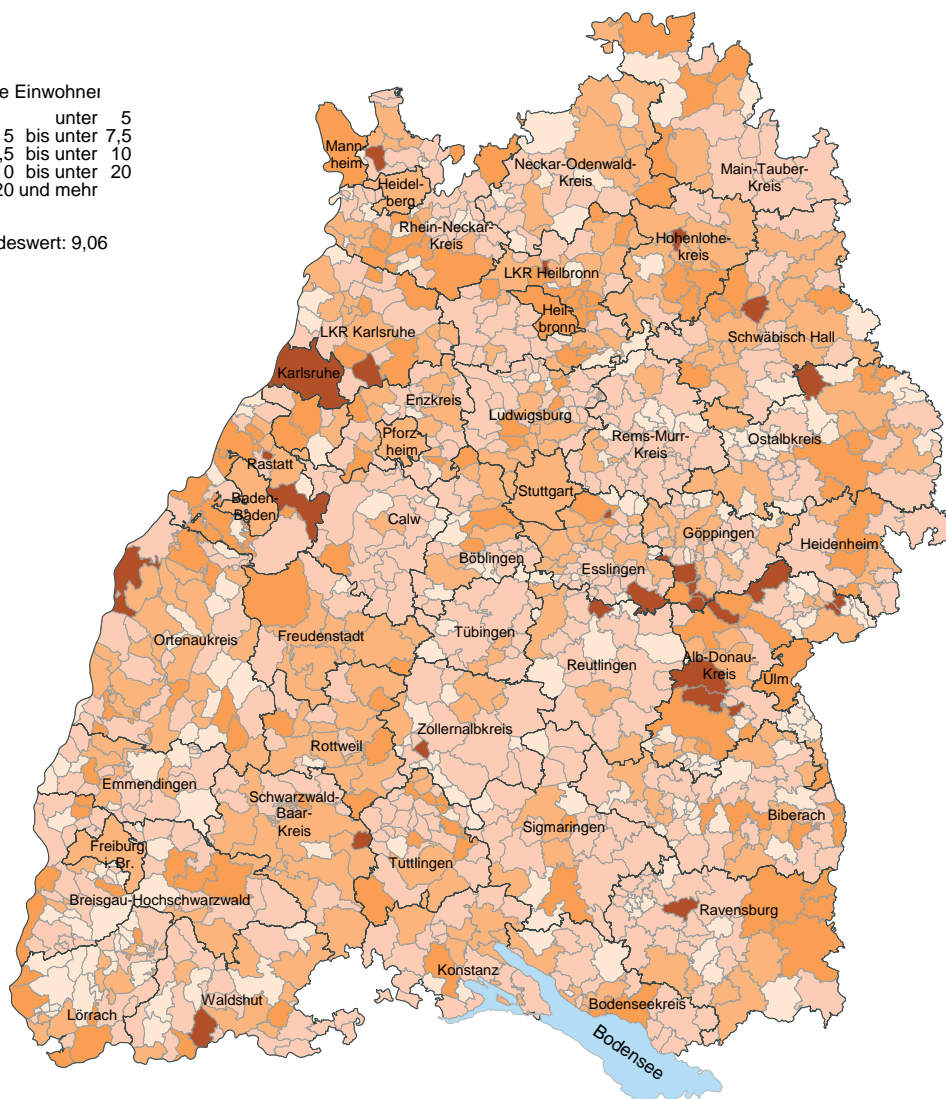 e Einwohner
unter 5
5 bis unter 7,5
,5 bis unter 10
0 bis unter 20
20 und mehr
deswert: 9,06
Mann-
heim
Heidel-
berg
Neckar-Odenwald-
Kreis
Main-Tauber-
Kreis
Rhein-Neckar-
Kreis
Hohenlohe-
kreis
LKR Heilbronn
Heil-
bronn
LKR Karlsruhe
Schwäbisch Hall
Karlsruhe
Enzkreis
Ludwigsburg
Pforz-
heim
Rems-Murr-
Kreis
Ostalbkreis
Rastatt
Baden-
Baden
Stuttgart
Calw
Göppingen
Heidenheim
Böblingen
Esslingen
Ortenaukreis
Freudenstadt
Tübingen
Reutlingen
Alb-Donau-
Kreis
Ulm
Zollernalbkreis
Rottweil
Emmendingen
Schwarzwald-
Baar-
Kreis
Sigmaringen
Biberach
Freiburg
i. Br.
Tuttlingen
Breisgau-Hochschwarzwald
Ravensburg
Konstanz
Waldshut
Lörrach
Bodenseekreis
Bodensee